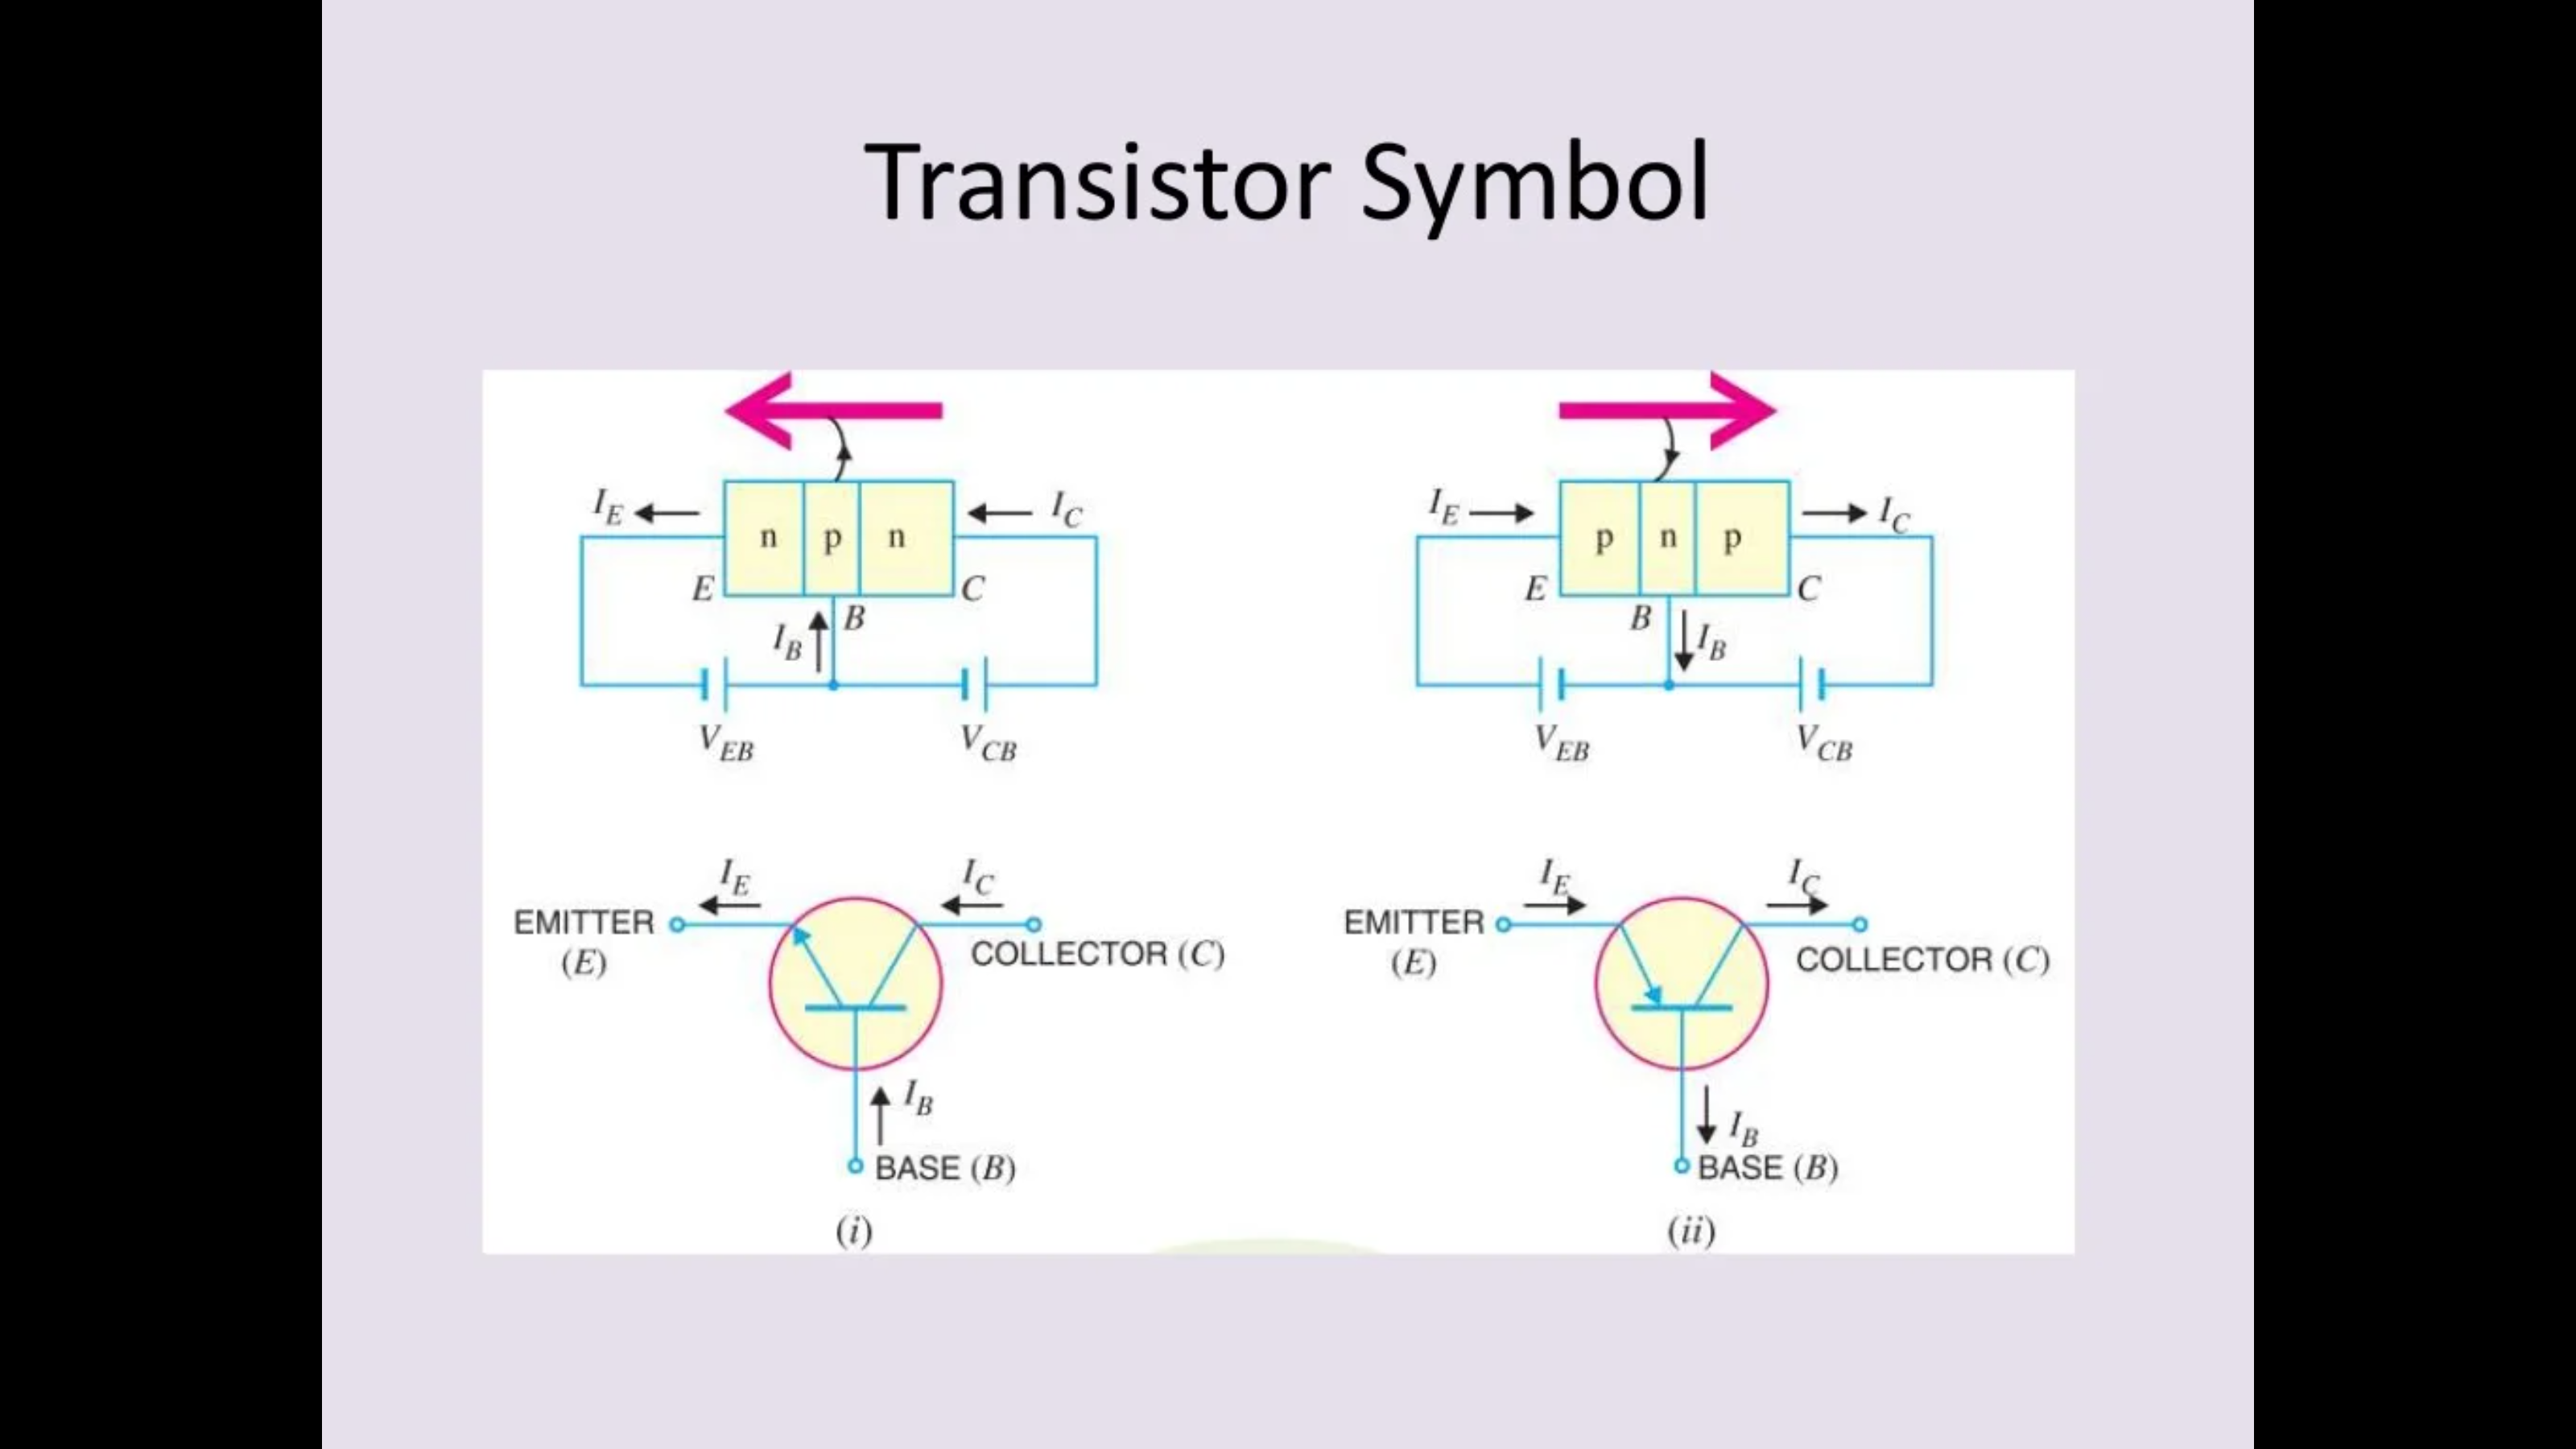 Transistor Symbol
I_E I_C
n p n
E C
B
I_B
V_EB V_CB
I_E I_C
p n p
E C
B
I_B
V_EB V_CB
I_E I_C
EMITTER
(E)
COLLECTOR (C)
I_B
BASE (B)
(i)
I_E I_C
EMITTER
(E)
COLLECTOR (C)
I_B
BASE (B)
(ii)